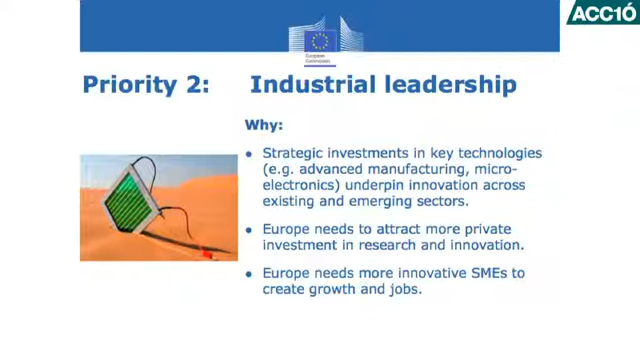 ACC1Ó
European
Commission
Priority 2: Industrial leadership
Why:
● Strategic investments in key technologies
(e.g. advanced manufacturing, micro-
electronics) underpin innovation across
existing and emerging sectors.
● Europe needs to attract more private
investment in research and innovation.
● Europe needs more innovative SMEs to
create growth and jobs.